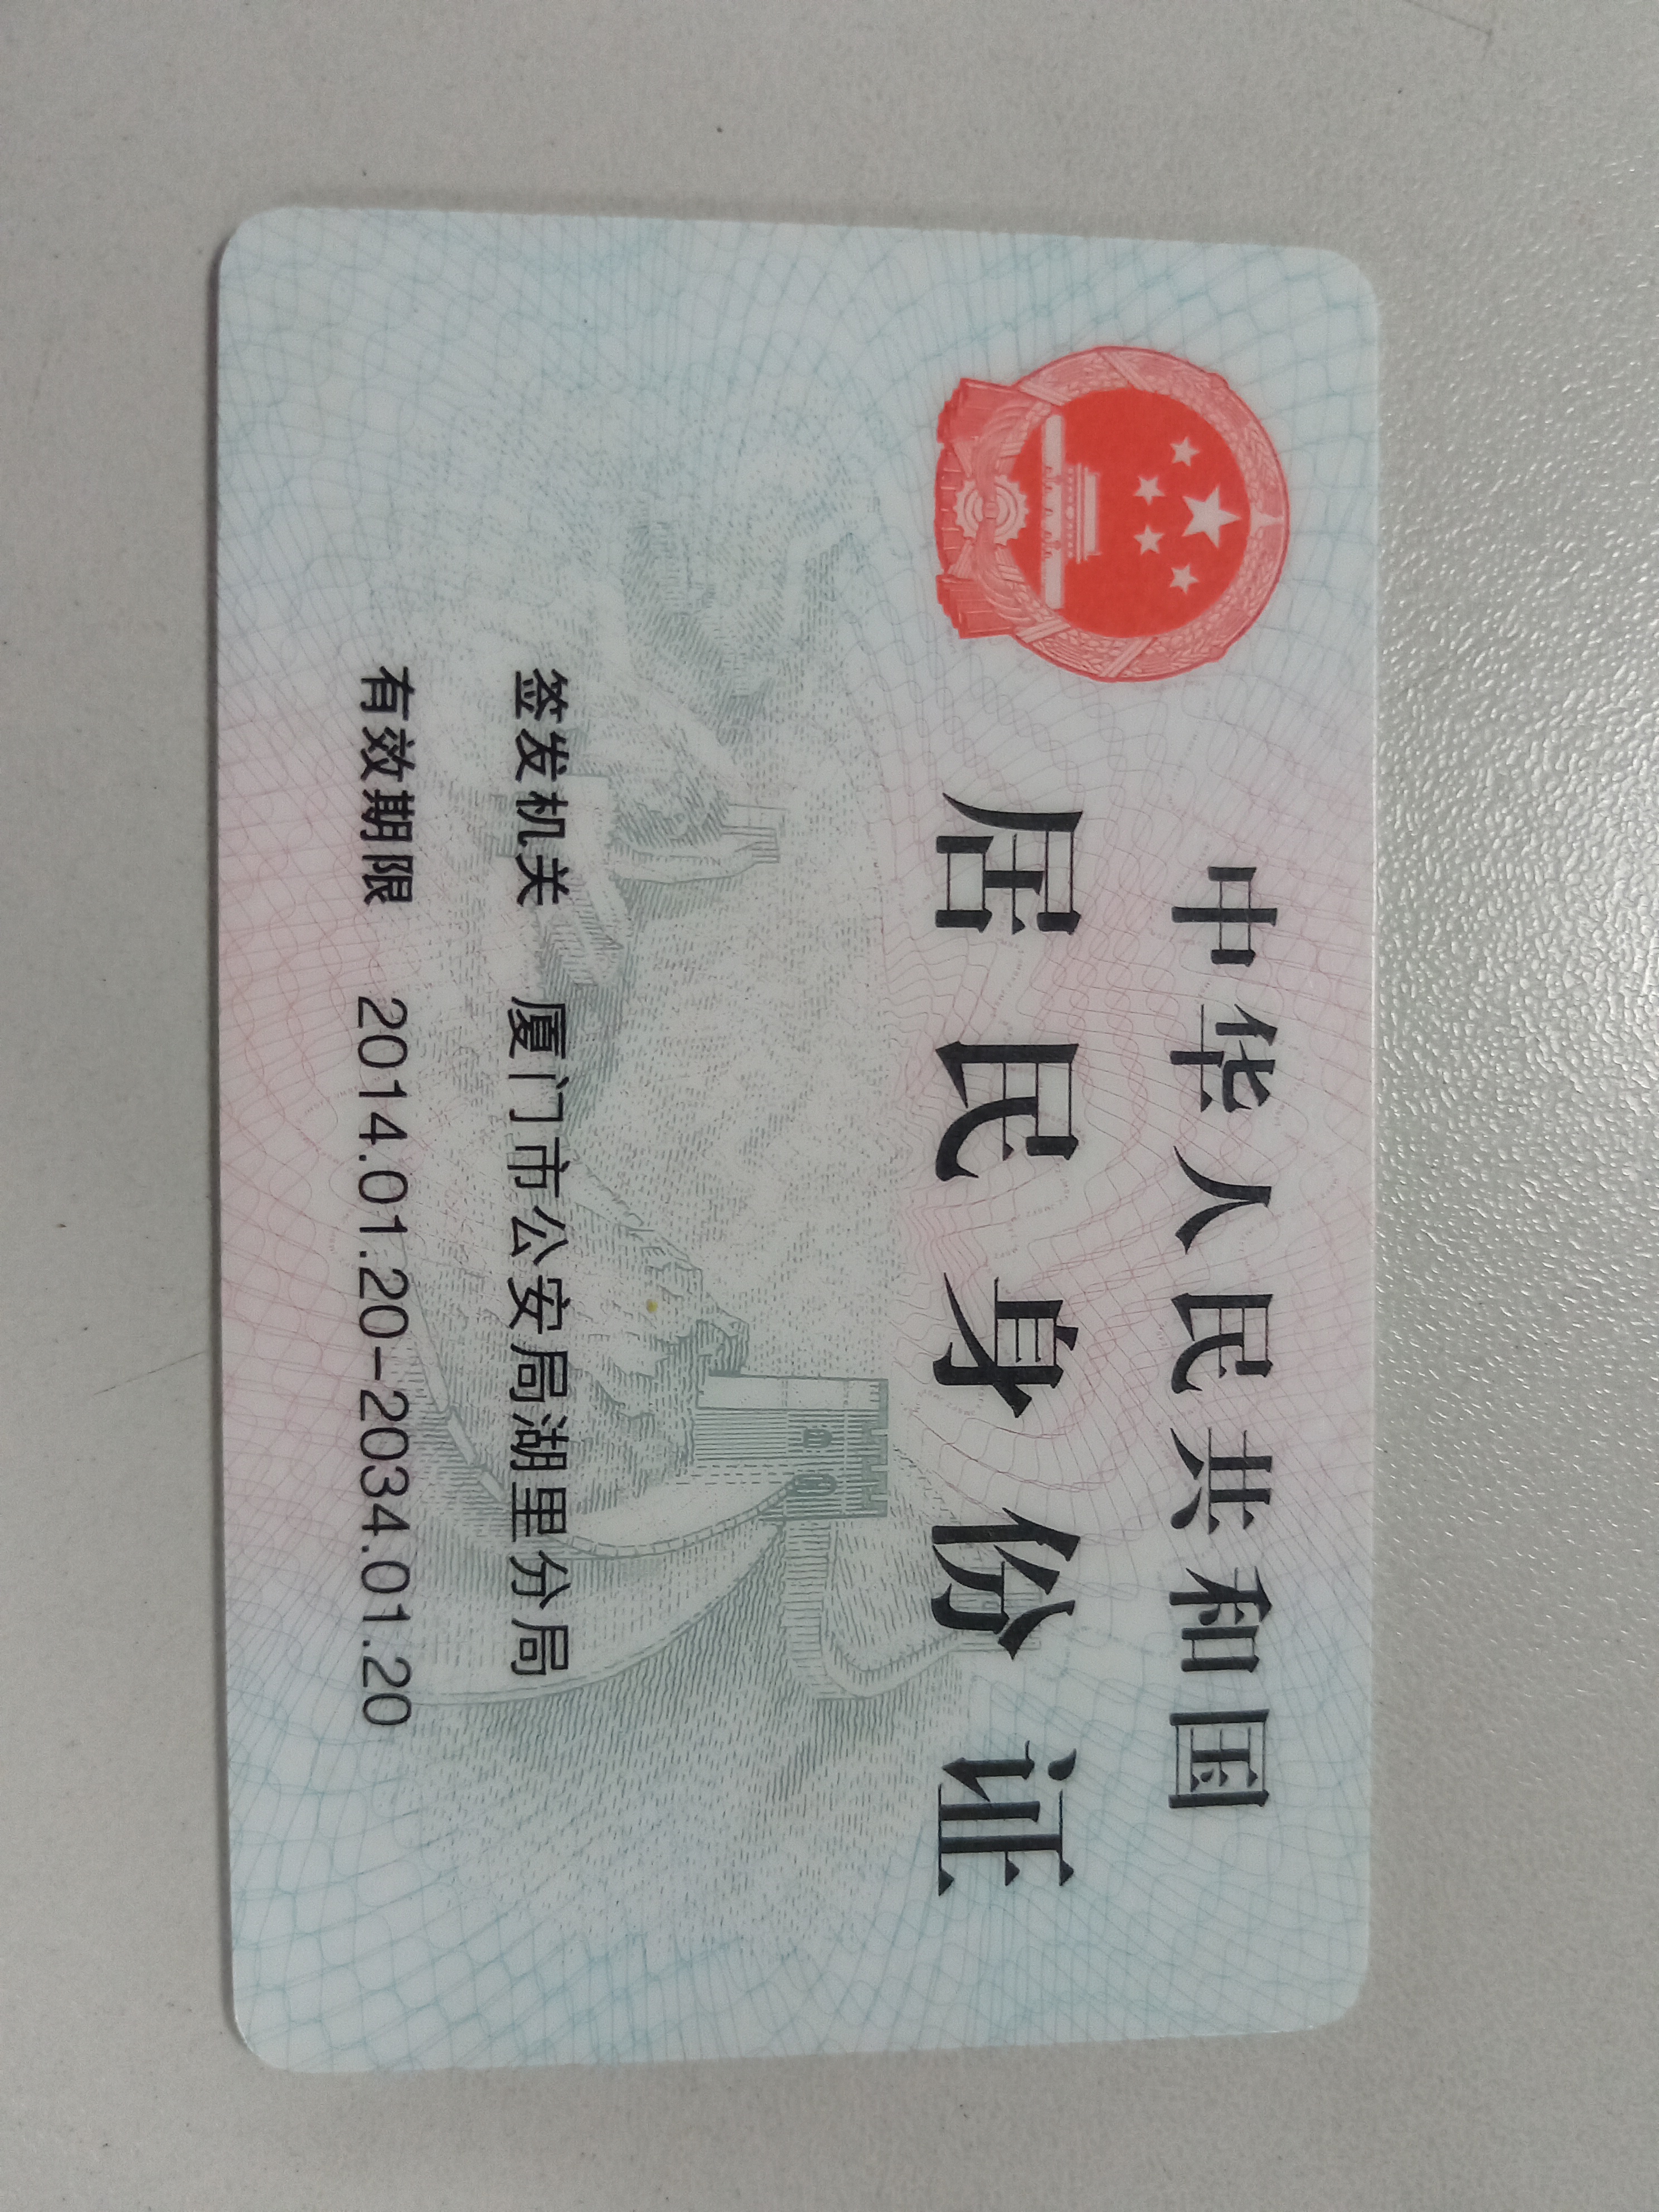 中华人民共和国
居民身份证
签发机关 厦门市公安局湖里分局
有效期限 2014.01.20-2034.01.20